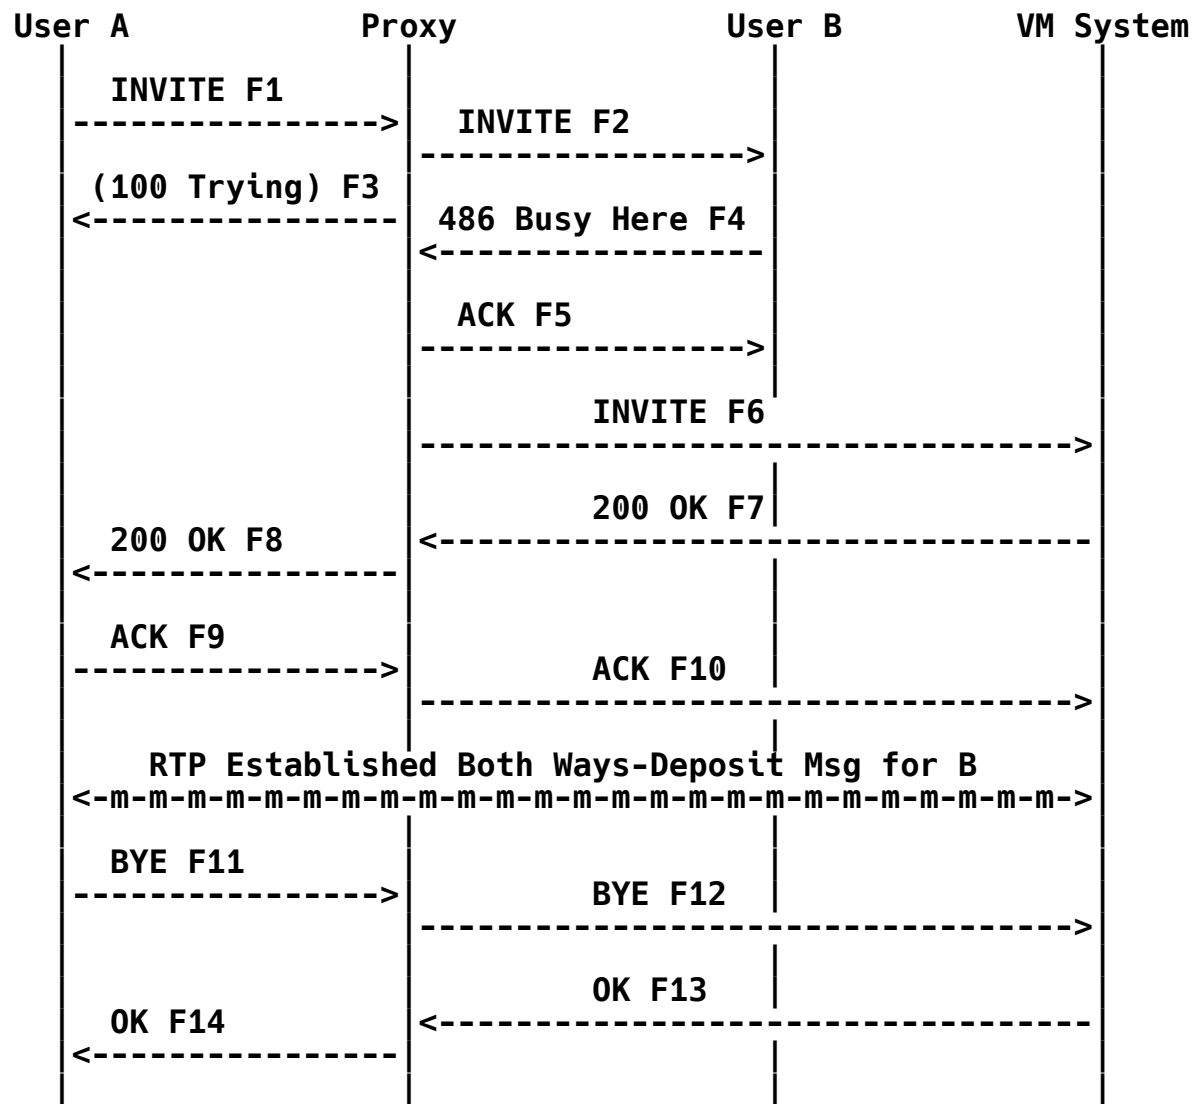 User A Proxy User B VM System
INVITE F1
INVITE F2
(100 Trying) F3
486 Busy Here F4
ACK F5
INVITE F6
200 OK F7
200 OK F8
ACK F9
ACK F10
RTP Established Both Ways-Deposit Msg for B
<-m-m-m-m-m-m-m-m-m-m-m-m-m-m-m-m-m-m-m-m-m-m-m-m-m->
BYE F11
BYE F12
OK F13
OK F14